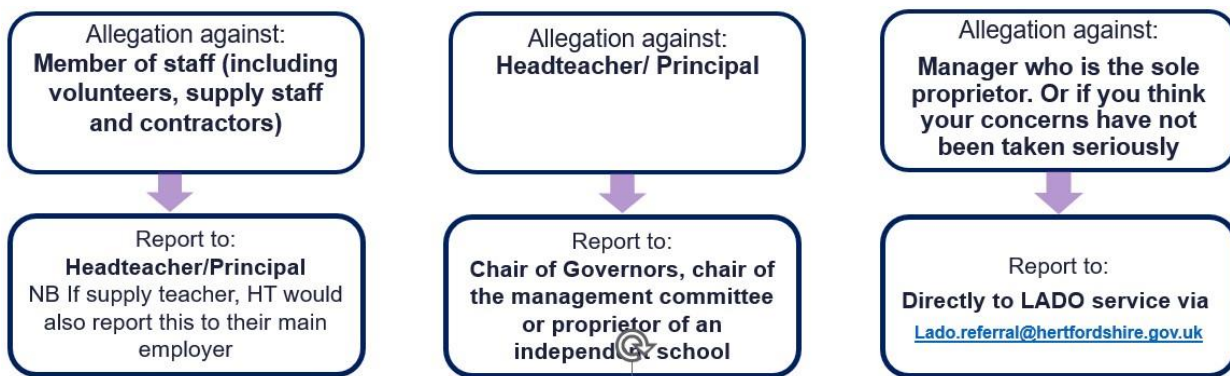 Allegation against:
Member of staff (including
volunteers, supply staff
and contractors)
Report to:
Headteacher/Principal
NB If supply teacher, HT would
also report this to their main
employer
Allegation against:
Headteacher/ Principal
Report to:
Chair of Governors, chair of
the management committee
or proprietor of an
independent school
Allegation against:
Manager who is the sole
proprietor. Or if you think
your concerns have not
been taken seriously
Report to:
Directly to LADO service via
Lado.referral@hertfordshire.gov.uk